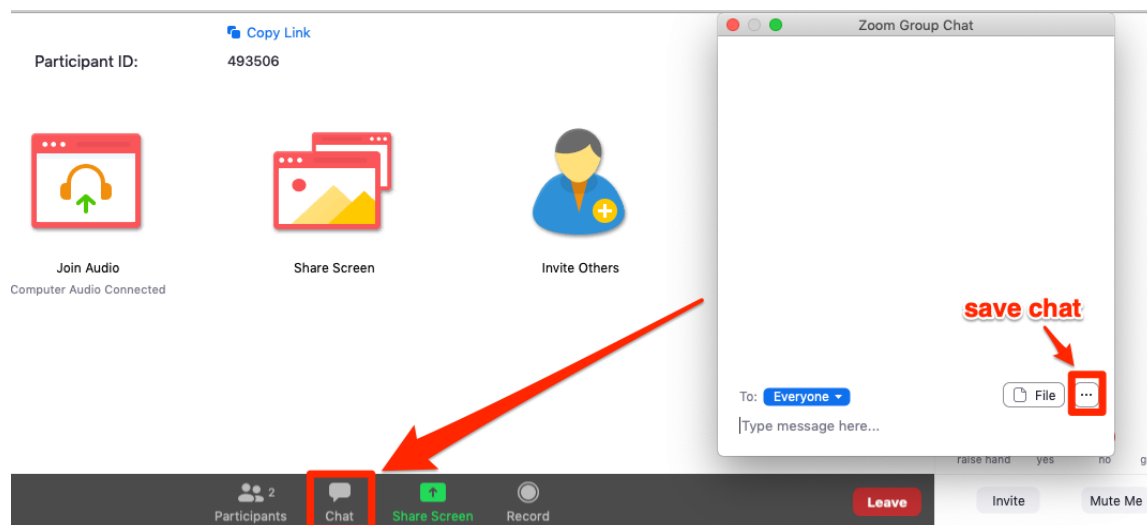 Copy Link
Participant ID: 493506
Join Audio
Computer Audio Connected
Share Screen
Invite Others
Zoom Group Chat
save chat
To: Everyone
File
...
Type message here...
raise hand yes no g
Participants 2
Chat
Share Screen
Record
Leave
Invite
Mute Me